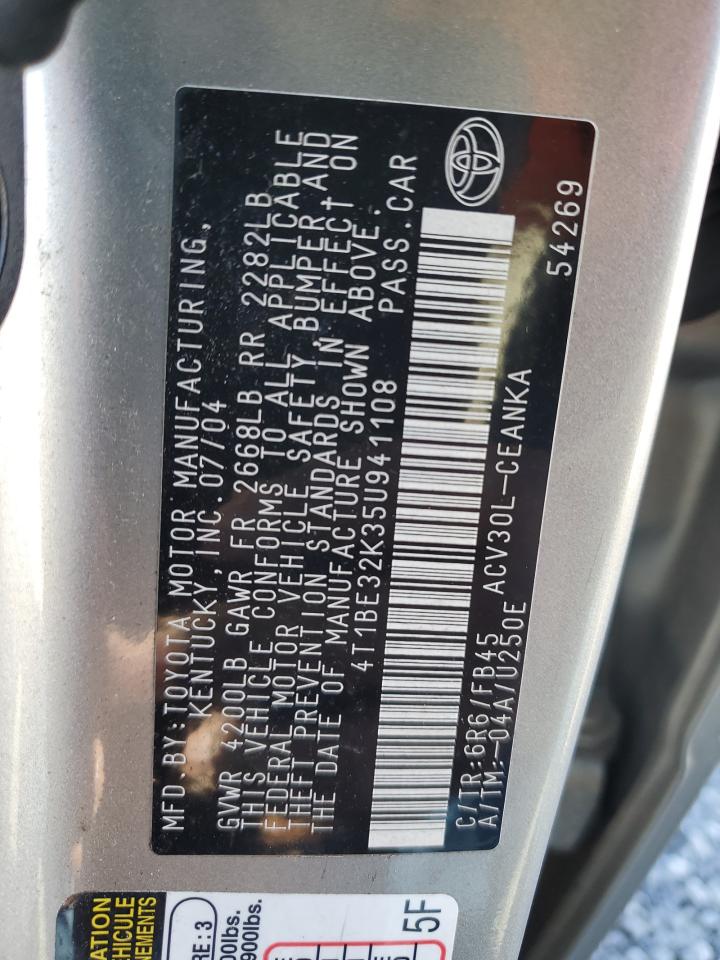 MFD.BY:TOYOTA MOTOR MANUFACTURING,
KENTUCKY,INC.07/04
GVWR 4200LB GAWR FR 2668LB RR 2282LB
THIS VEHICLE CONFORMS TO ALL APPLICABLE
FEDERAL MOTOR VEHICLE SAFETY,BUMPER,AND
THEFT PREVENTION STANDARDS IN EFFECT ON
THE DATE OF MANUFACTURE SHOWN ABOVE.
4T1BE32K35U941108 PASS.CAR
C/TR:6R6/FB45 ACV30L-CEANKA
A/TM:-04A/U250E 54269
5F